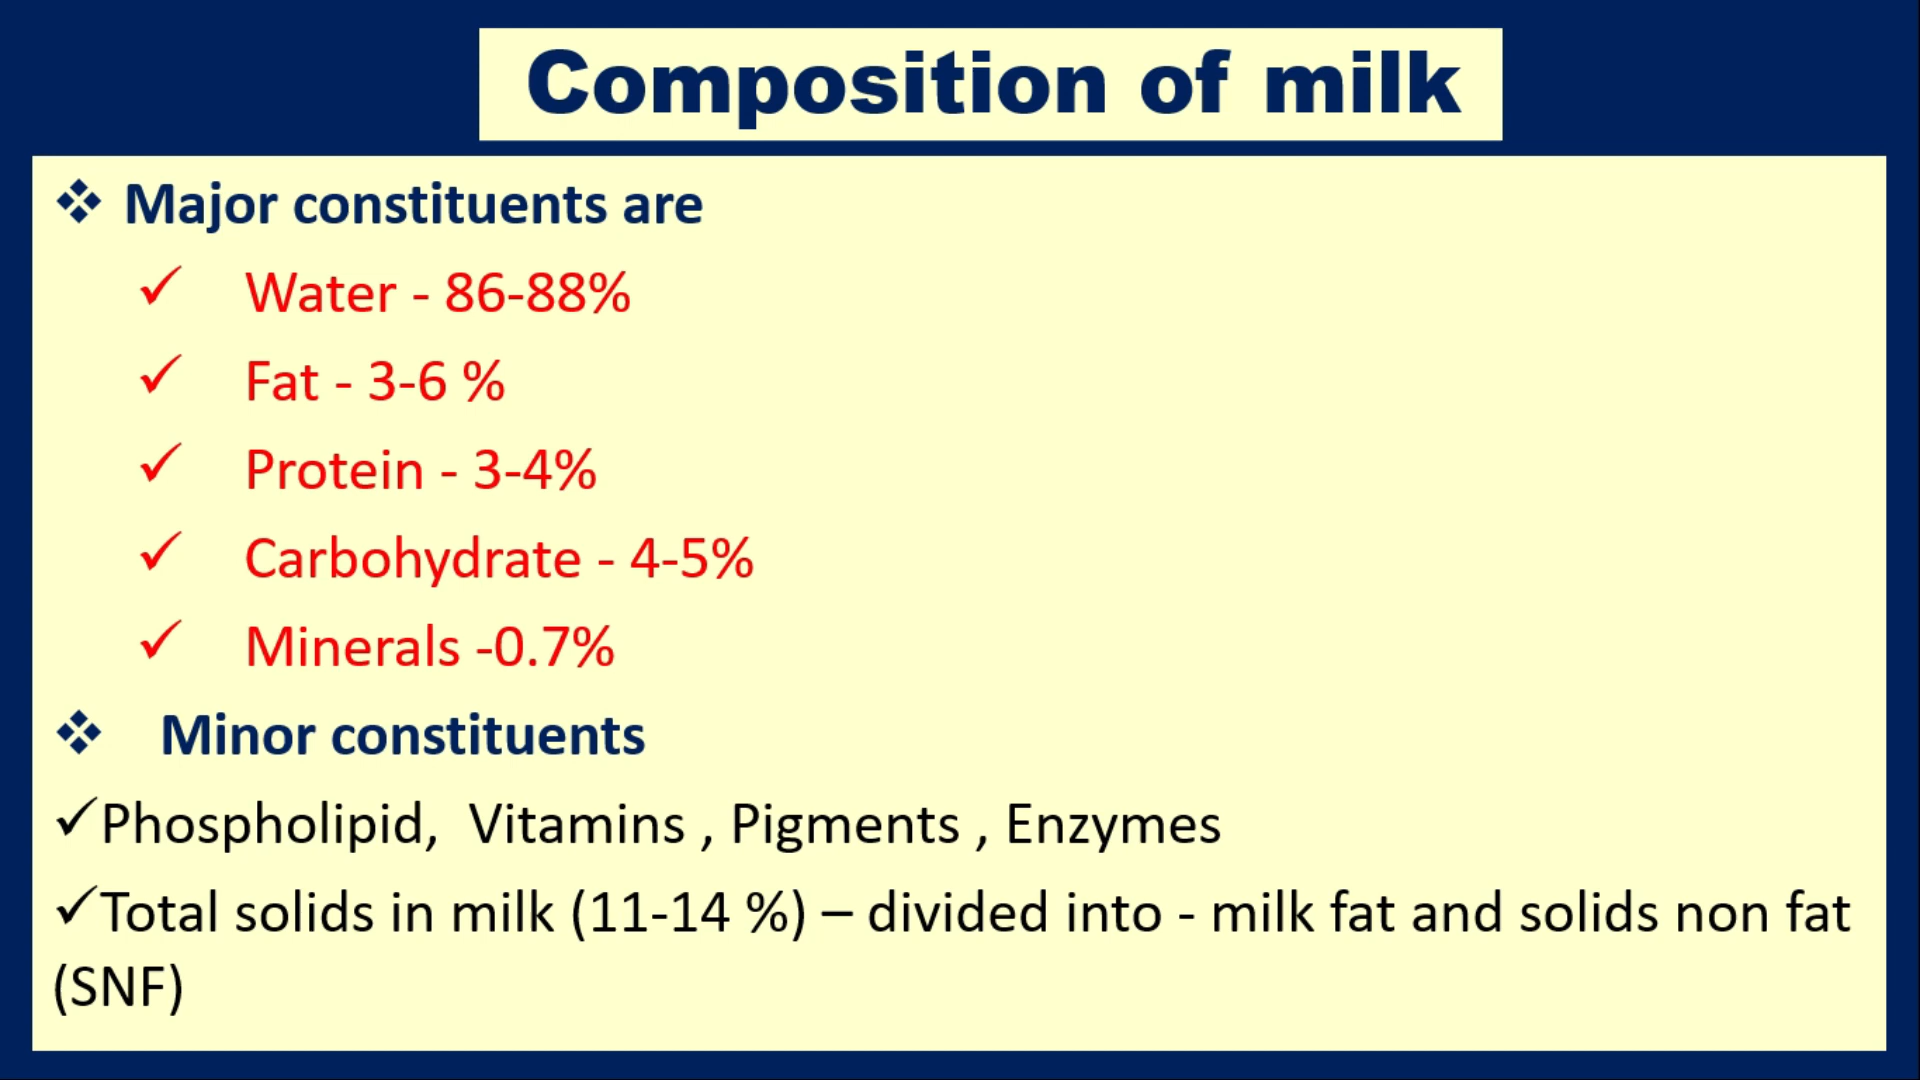 Composition of milk
❖ Major constituents are
✓ Water - 86-88%
✓ Fat - 3-6 %
✓ Protein - 3-4%
✓ Carbohydrate - 4-5%
✓ Minerals -0.7%
❖ Minor constituents
✓Phospholipid, Vitamins , Pigments , Enzymes
✓Total solids in milk (11-14 %) – divided into - milk fat and solids non fat
(SNF)